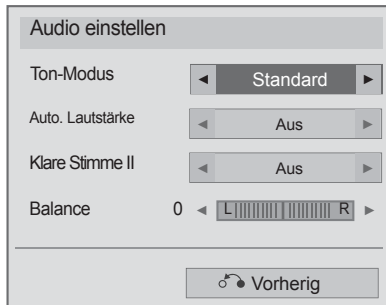 Audio einstellen
Ton-Modus ◄ Standard ►
Auto. Lautstärke ◄ Aus ►
Klare Stimme II ◄ Aus ►
Balance 0 ◄ L R ►
Vorherig